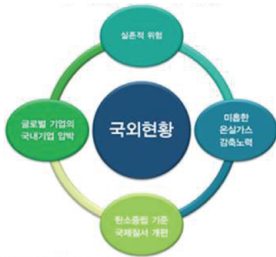 실존적 위험
글로벌 기업의
국내기업 압박
국외현황
미흡한
온실가스
감축노력
탄소중립 기준
국제질서 개편